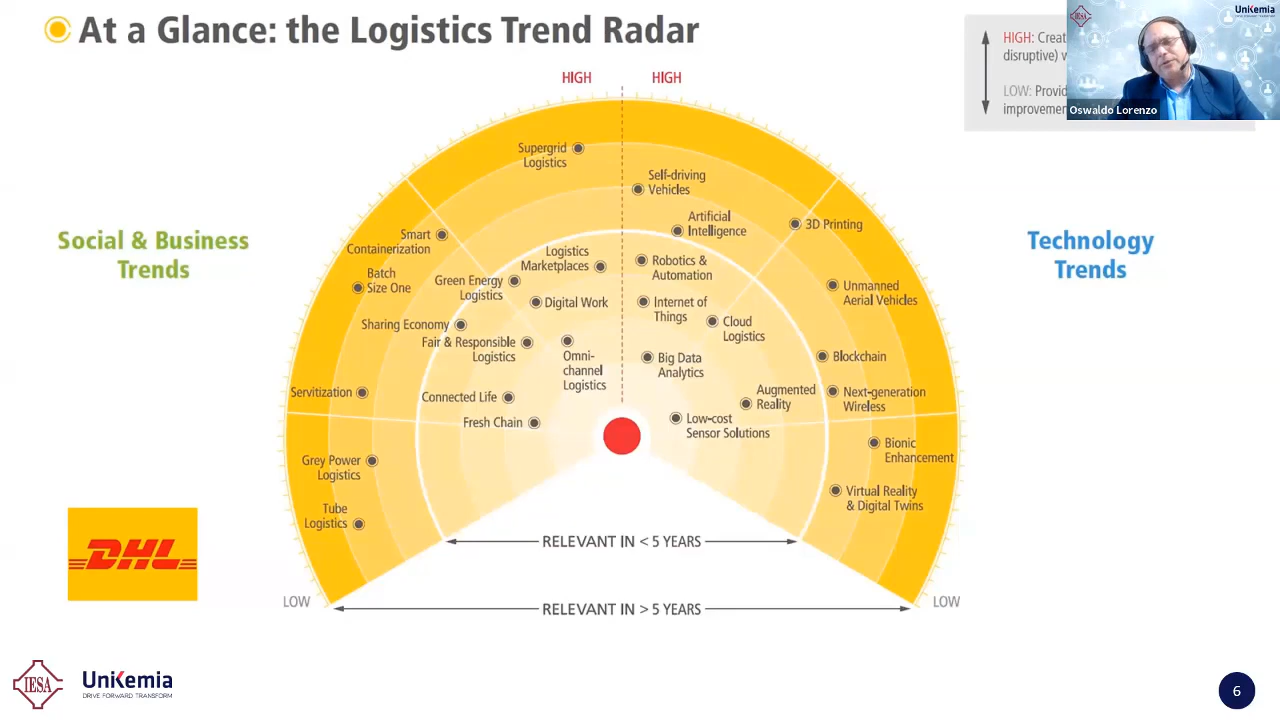 At a Glance: the Logistics Trend Radar
HIGH
HIGH
HIGH:
disruptive)
LOW:
improvement
IESA
UniKemia
DRIVE FORWARD TRANSFORM
Oswaldo Lorenzo
Social & Business
Trends
Technology
Trends
Supergrid
Logistics
Smart
Containerization
Batch
Size One
Logistics
Marketplaces
Green Energy
Logistics
Digital Work
Sharing Economy
Fair & Responsible
Logistics
Omni-
channel
Logistics
Servitization
Connected Life
Fresh Chain
Grey Power
Logistics
Tube
Logistics
Self-driving
Vehicles
Artificial
Intelligence
3D Printing
Robotics &
Automation
Unmanned
Aerial Vehicles
Internet of
Things
Cloud
Logistics
Big Data
Analytics
Blockchain
Augmented
Reality
Next-generation
Wireless
Low-cost
Sensor Solutions
Bionic
Enhancement
Virtual Reality
& Digital Twins
RELEVANT IN < 5 YEARS
LOW
RELEVANT IN > 5 YEARS
LOW
DHL
IESA
UniKemia
DRIVE FORWARD TRANSFORM
6